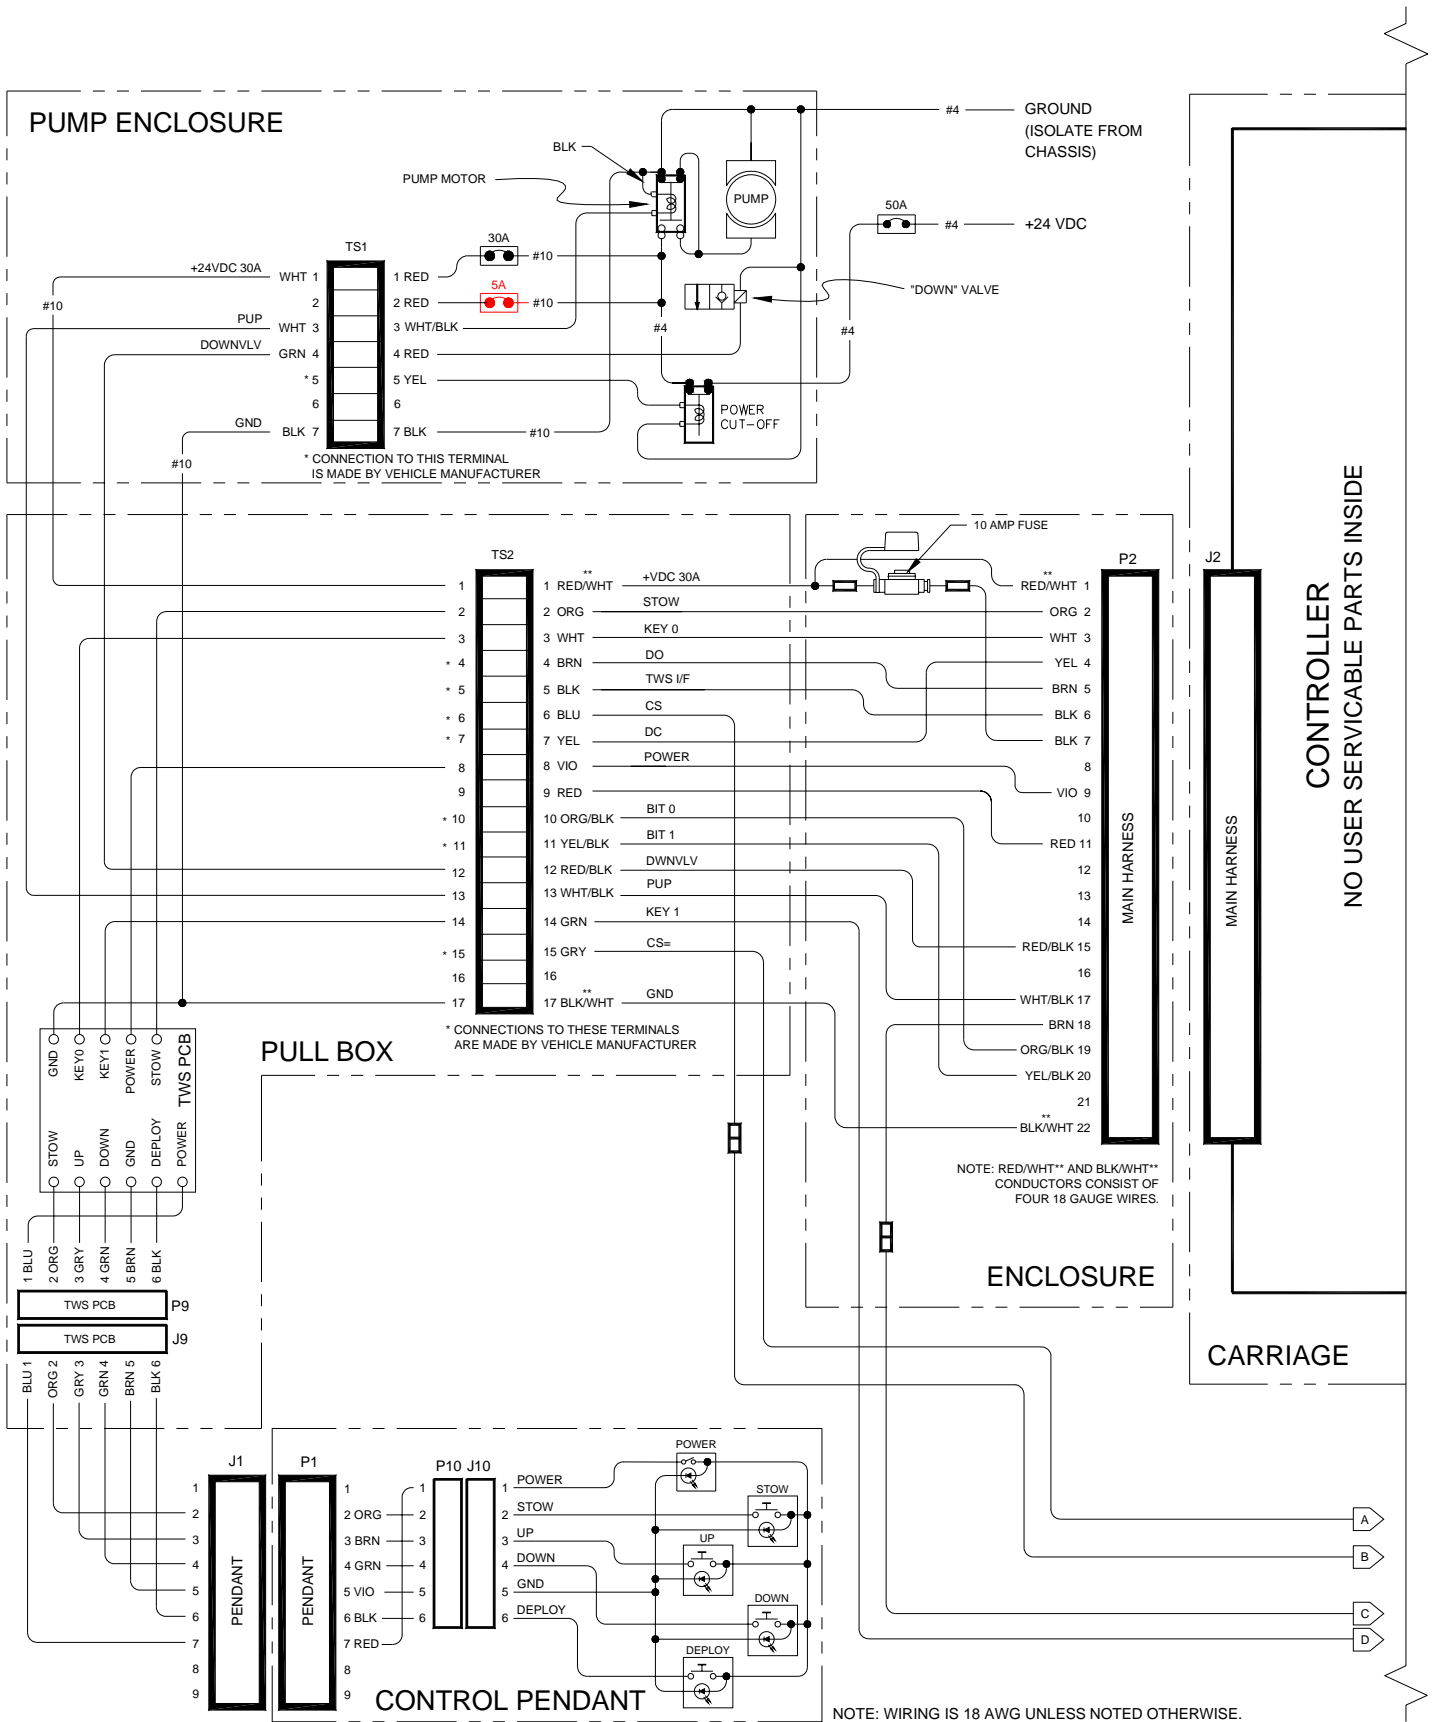 PUMP ENCLOSURE
#4
GROUND
(ISOLATE FROM
CHASSIS)
BLK
PUMP MOTOR
PUMP
50A
#4
+24 VDC
TS1
30A
#10
5A
#10
+24VDC 30A
#10
WHT 1
1 RED
2
2 RED
PUP
WHT 3
3 WHT/BLK
DOWNVLV
GRN 4
4 RED
* 5
5 YEL
6
6
GND
BLK 7
7 BLK
#10
#10
#4
#4
"DOWN" VALVE
POWER
CUT-OFF
* CONNECTION TO THIS TERMINAL
IS MADE BY VEHICLE MANUFACTURER
TS2
1
**
1 RED/WHT
+VDC 30A
2
2 ORG
STOW
3
3 WHT
KEY 0
* 4
4 BRN
DO
* 5
5 BLK
TWS I/F
* 6
6 BLU
CS
* 7
7 YEL
DC
8
8 VIO
POWER
9
9 RED
* 10
10 ORG/BLK
BIT 0
* 11
11 YEL/BLK
BIT 1
12
12 RED/BLK
DWNVLV
13
13 WHT/BLK
PUP
14
14 GRN
KEY 1
* 15
15 GRY
CS=
16
16
17
**
17 BLK/WHT
GND
* CONNECTIONS TO THESE TERMINALS
ARE MADE BY VEHICLE MANUFACTURER
PULL BOX
10 AMP FUSE
P2
**
RED/WHT 1
ORG 2
WHT 3
YEL 4
BRN 5
BLK 6
BLK 7
8
VIO 9
10
RED 11
12
13
14
RED/BLK 15
16
WHT/BLK 17
BRN 18
ORG/BLK 19
YEL/BLK 20
21
**
BLK/WHT 22
MAIN HARNESS
NOTE: RED/WHT** AND BLK/WHT**
CONDUCTORS CONSIST OF
FOUR 18 GAUGE WIRES.
ENCLOSURE
J2
MAIN HARNESS
CONTROLLER
NO USER SERVICABLE PARTS INSIDE
CARRIAGE
GND
KEY0
KEY1
POWER
STOW
TWS PCB
STOW
UP
DOWN
GND
DEPLOY
POWER
1 BLU
2 ORG
3 GRY
4 GRN
5 BRN
6 BLK
TWS PCB
P9
TWS PCB
J9
BLU 1
ORG 2
GRY 3
GRN 4
BRN 5
BLK 6
J1
1
2
3
4
5
6
7
8
9
PENDANT
P1
PENDANT
1
2 ORG
3 BRN
4 GRN
5 VIO
6 BLK
7 RED
8
9
P10
1
2
3
4
5
6
J10
1
POWER
2
STOW
3
UP
4
DOWN
5
GND
6
DEPLOY
POWER
STOW
UP
DOWN
DEPLOY
CONTROL PENDANT
A
B
C
D
NOTE: WIRING IS 18 AWG UNLESS NOTED OTHERWISE.